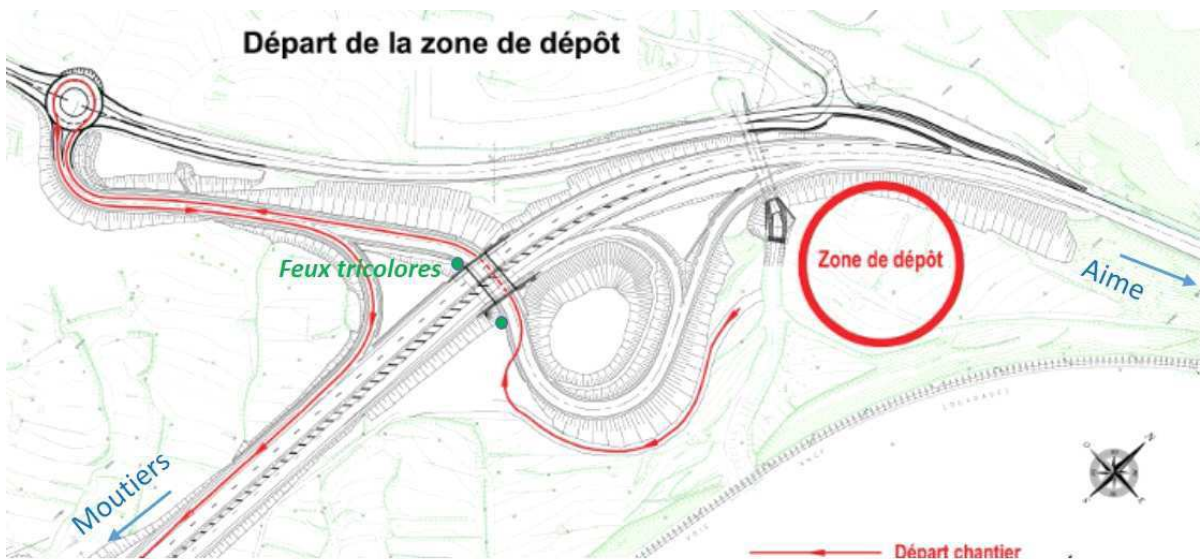 Départ de la zone de dépôt
Feux tricolores
Zone de dépôt
Aime
Moutiers
N
O
E
S
Départ chantier